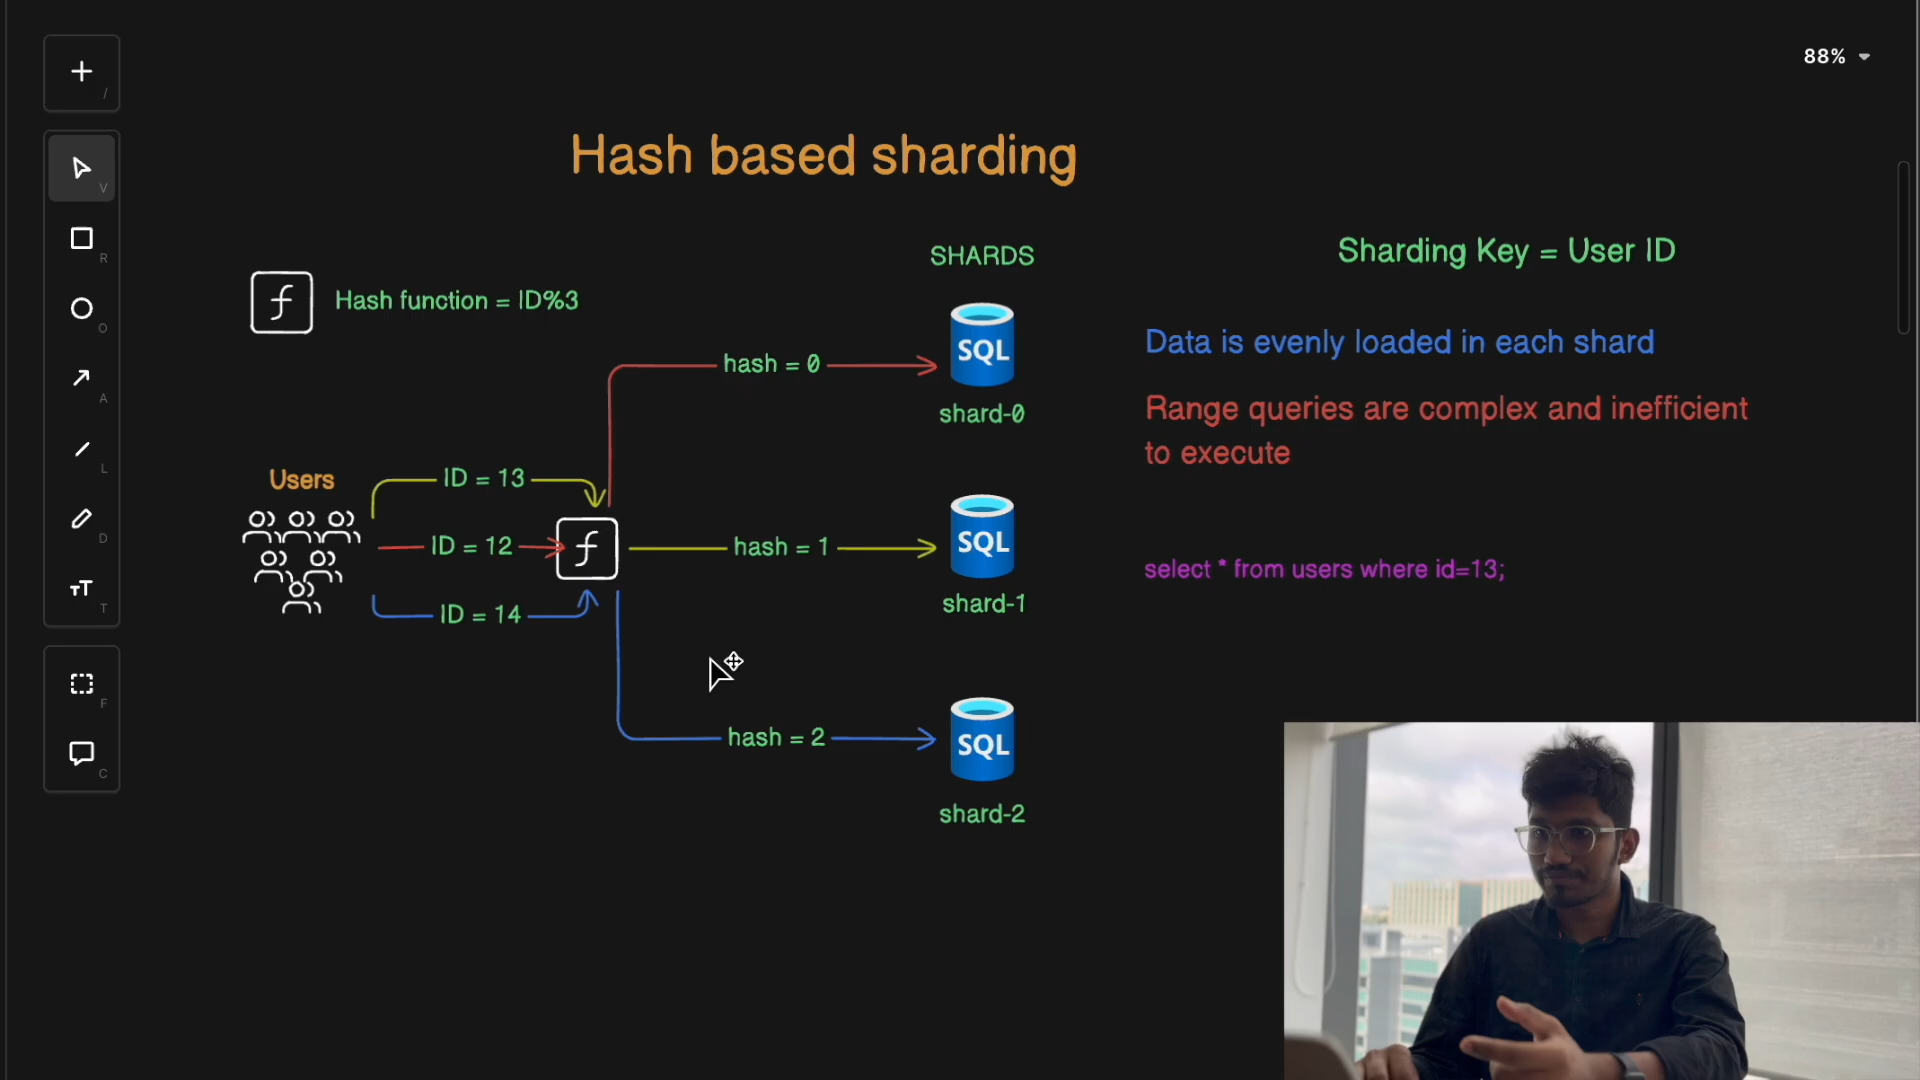 88%
/
V
R
O
A
L
D
T
F
C
Hash based sharding
f
Hash function = ID%3
SHARDS
SQL
shard-0
hash = 0
Users
ID = 13
ID = 12
ID = 14
f
hash = 1
SQL
shard-1
hash = 2
SQL
shard-2
Sharding Key = User ID
Data is evenly loaded in each shard
Range queries are complex and inefficient
to execute
select * from users where id=13;